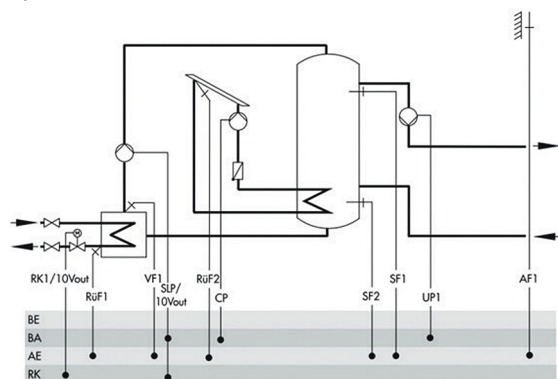 M
RK1/10Vout
RüF1
VF1
SLP/
10Vout
RüF2
CP
SF2
SF1
UP1
AF1
BE
BA
AE
RK